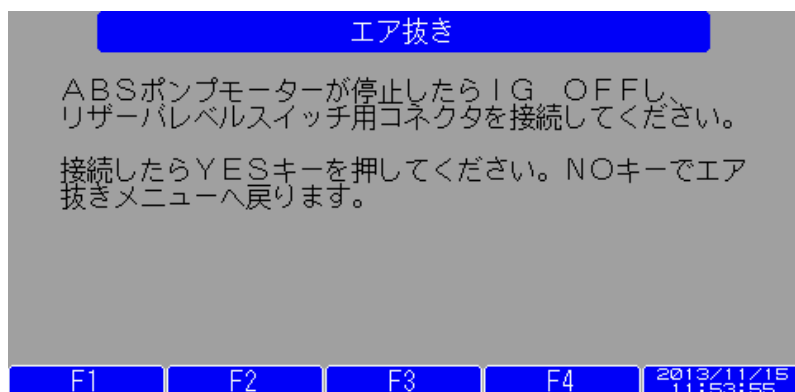 エア抜き
ABSポンプモーターが停止したらIG OFFし、
リザーバレベルスイッチ用コネクタを接続してください。
接続したらYESキーを押してください。NOキーでエア
抜きメニューへ戻ります。
F1 F2 F3 F4 2013/11/15
11:53:55